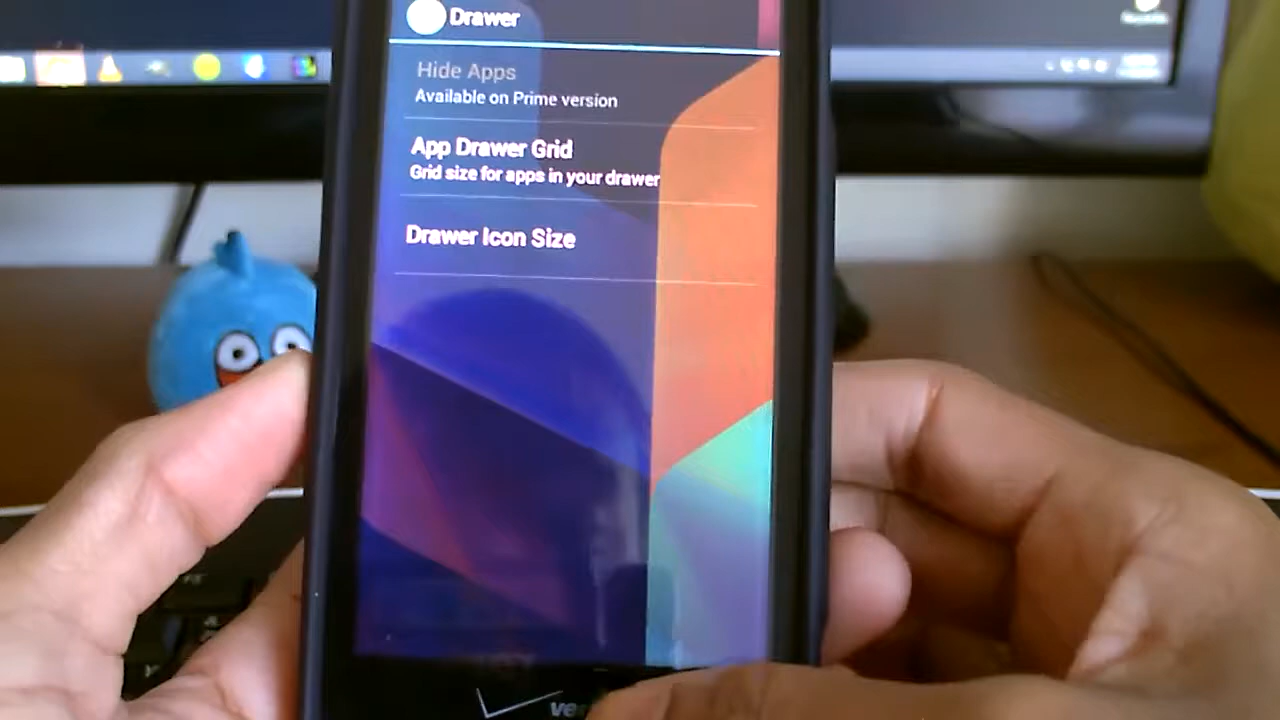 Drawer
Hide Apps
Available on Prime version
App Drawer Grid
Grid size for apps in your drawer
Drawer Icon Size